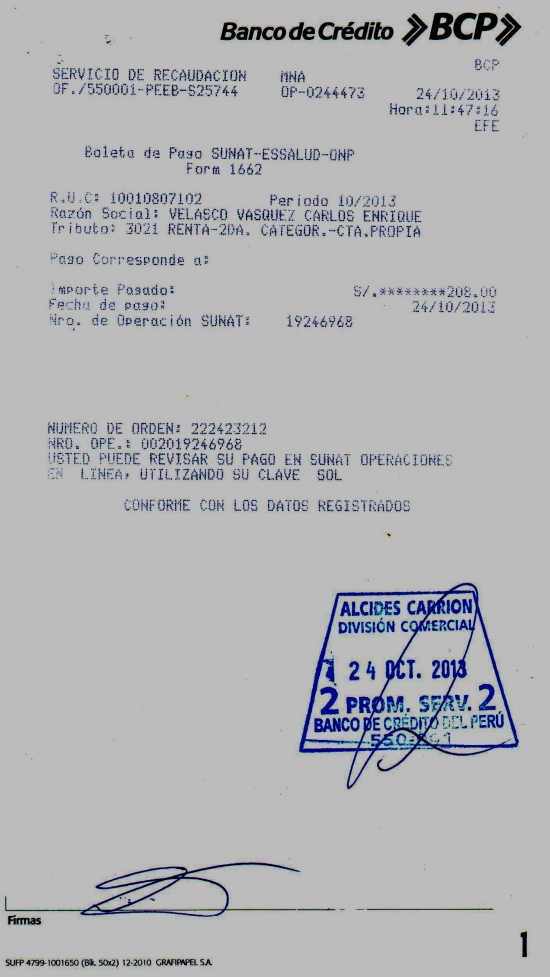 Banco de Crédito BCP
BCP
SERVICIO DE RECAUDACION MNA
OF./550001-PEEB-S25744 OP-0244473 24/10/2013
Hora:11:47:16
EFE
Boleta de Pago SUNAT-ESSALUD-ONP
Form 1662
R.U.C: 10010807102 Periodo 10/2013
Razón Social: VELASCO VASQUEZ CARLOS ENRIQUE
Tributo: 3021 RENTA-2DA. CATEGOR.-CTA.PROPIA
Pago Corresponde a:
Importe Pagado: S/.********208.00
Fecha de pago: 24/10/2013
Nro. de Operación SUNAT: 19246968
NUMERO DE ORDEN: 222423212
NRO. OPE.: 002019246968
USTED PUEDE REVISAR SU PAGO EN SUNAT OPERACIONES
EN LINEA, UTILIZANDO SU CLAVE SOL
CONFORME CON LOS DATOS REGISTRADOS
ALCIDES CARRION
DIVISIÓN COMERCIAL
24 OCT. 2013
2 PROM. SERV. 2
BANCO DE CRÉDITO DEL PERÚ
Firmas
1
SUFP 4799-1001650 (Blk. 50x2) 12-2010 GRAFIPAPEL S.A.